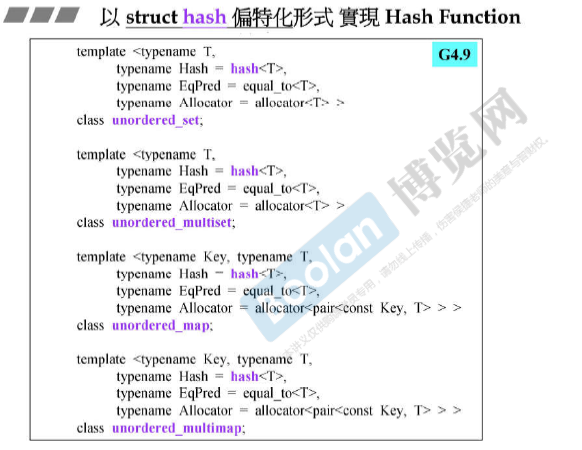 以 struct hash 偏特化形式 實現 Hash Function
G4.9
template <typename T,
typename Hash = hash<T>,
typename EqPred = equal_to<T>,
typename Allocator = allocator<T> >
class unordered_set;
template <typename T,
typename Hash = hash<T>,
typename EqPred = equal_to<T>,
typename Allocator = allocator<T> >
class unordered_multiset;
template <typename Key, typename T,
typename Hash = hash<T>,
typename EqPred = equal_to<T>,
typename Allocator = allocator<pair<const Key, T> > >
class unordered_map;
template <typename Key, typename T,
typename Hash = hash<T>,
typename EqPred = equal_to<T>,
typename Allocator = allocator<pair<const Key, T> > >
class unordered_multimap;
Boolan
博览网